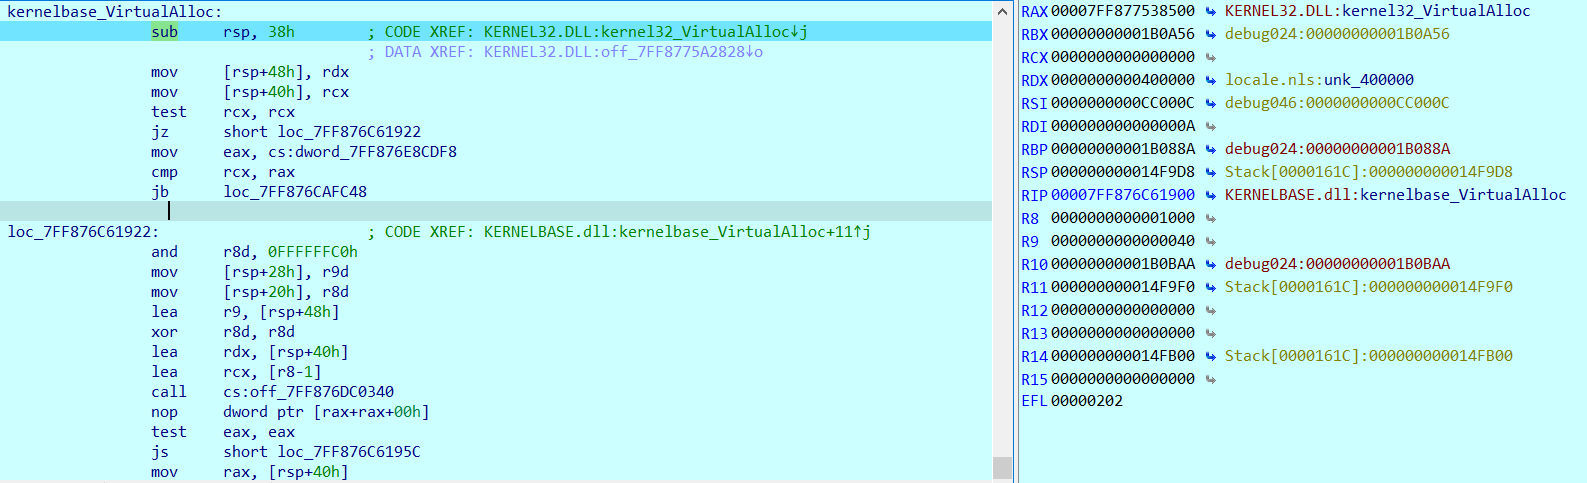 kernelbase_VirtualAlloc:
sub rsp, 38h ; CODE XREF: KERNEL32.DLL:kernel32_VirtualAlloc↓j
; DATA XREF: KERNEL32.DLL:off_7FF8775A2828↓o
mov [rsp+48h], rdx
mov [rsp+40h], rcx
test rcx, rcx
jz short loc_7FF876C61922
mov eax, cs:dword_7FF876E8CDF8
cmp rcx, rax
jb loc_7FF876CAFC48
loc_7FF876C61922: ; CODE XREF: KERNELBASE.dll:kernelbase_VirtualAlloc+11↑j
and r8d, 0FFFFFFC0h
mov [rsp+28h], r9d
mov [rsp+20h], r8d
lea r9, [rsp+48h]
xor r8d, r8d
lea rdx, [rsp+40h]
lea rcx, [r8-1]
call cs:off_7FF876DC0340
nop dword ptr [rax+rax+00h]
test eax, eax
js short loc_7FF876C6195C
mov rax, [rsp+40h]
RAX 00007FF877538500 KERNEL32.DLL:kernel32_VirtualAlloc
RBX 00000000001B0A56 debug024:00000000001B0A56
RCX 0000000000000000
RDX 0000000000400000 locale.nls:unk_400000
RSI 0000000000CC000C debug046:0000000000CC000C
RDI 000000000000000A
RBP 00000000001B088A debug024:00000000001B088A
RSP 000000000014F9D8 Stack[0000161C]:000000000014F9D8
RIP 00007FF876C61900 KERNELBASE.dll:kernelbase_VirtualAlloc
R8 0000000000001000
R9 0000000000000040
R10 00000000001B0BAA debug024:00000000001B0BAA
R11 000000000014F9F0 Stack[0000161C]:000000000014F9F0
R12 0000000000000000
R13 0000000000000000
R14 000000000014FB00 Stack[0000161C]:000000000014FB00
R15 0000000000000000
EFL 00000202